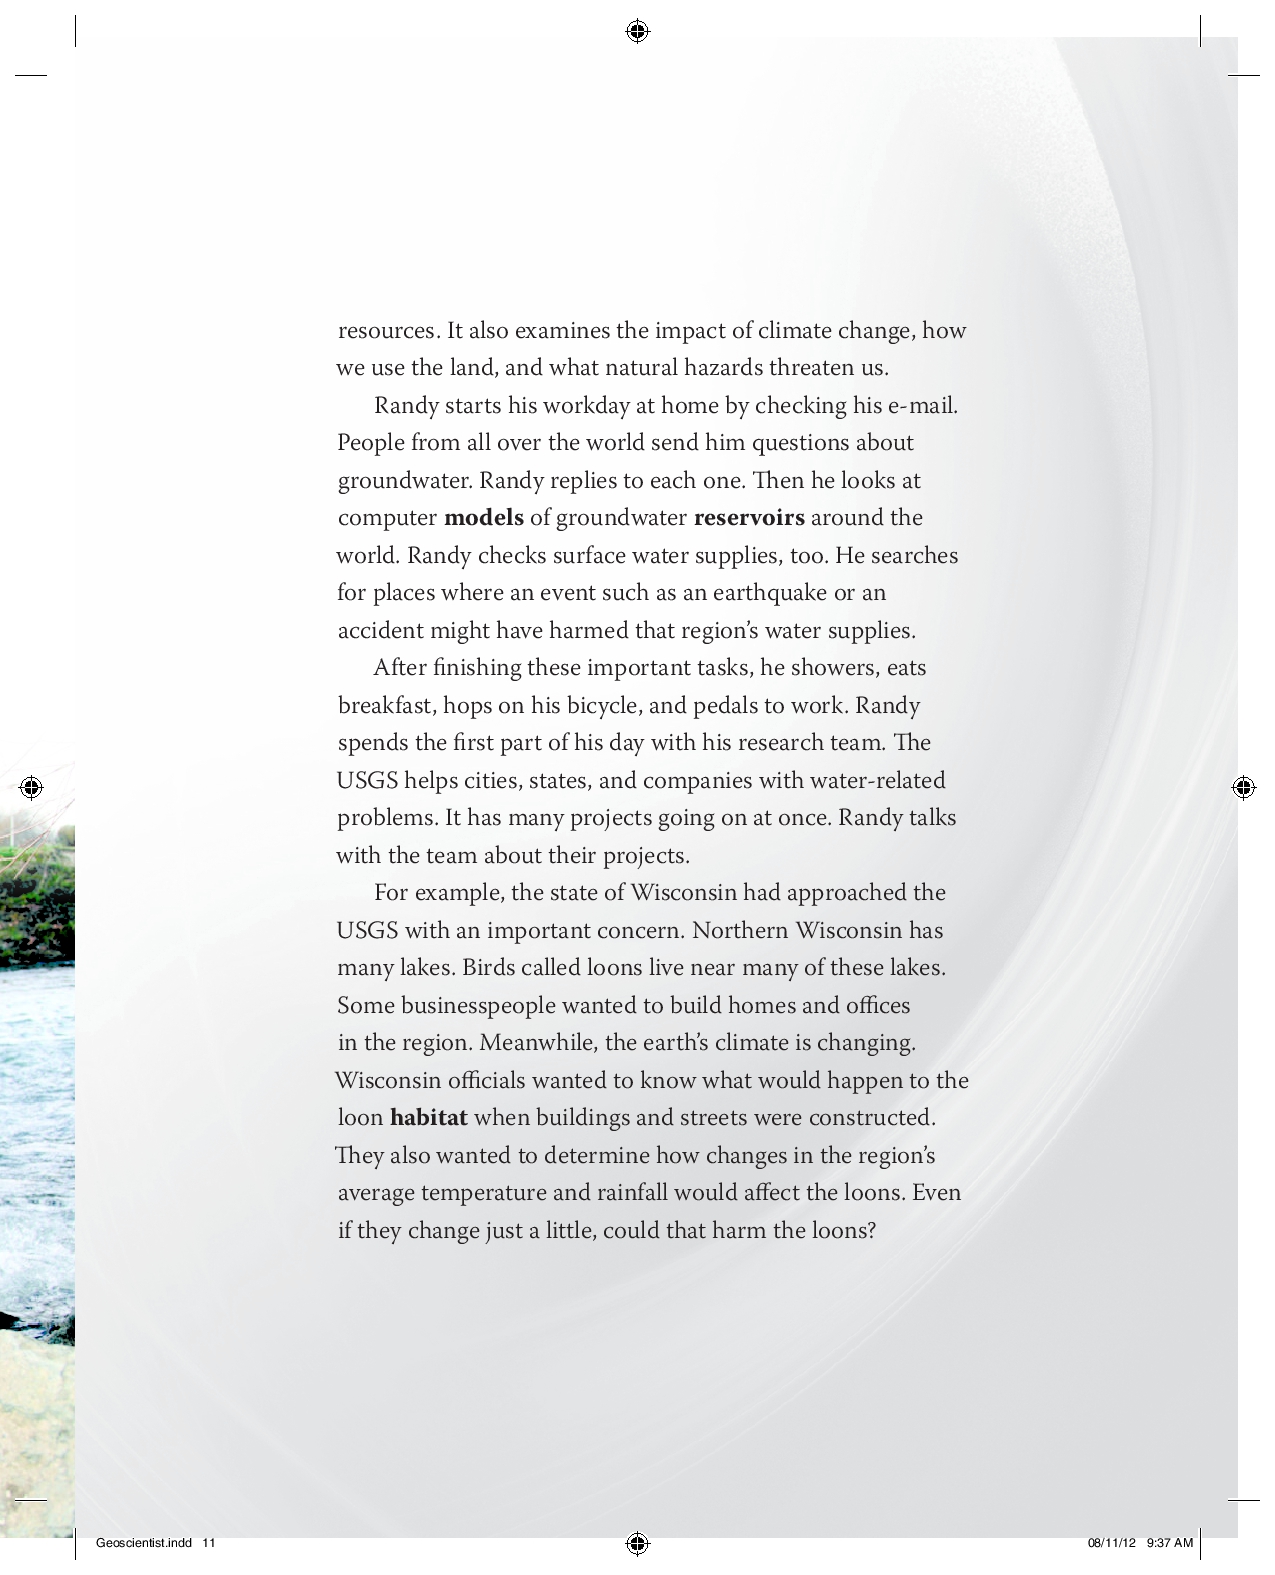 resources. It also examines the impact of climate change, how
we use the land, and what natural hazards threaten us.
Randy starts his workday at home by checking his e-mail.
People from all over the world send him questions about
groundwater. Randy replies to each one. Then he looks at
computer models of groundwater reservoirs around the
world. Randy checks surface water supplies, too. He searches
for places where an event such as an earthquake or an
accident might have harmed that region’s water supplies.
After finishing these important tasks, he showers, eats
breakfast, hops on his bicycle, and pedals to work. Randy
spends the first part of his day with his research team. The
USGS helps cities, states, and companies with water-related
problems. It has many projects going on at once. Randy talks
with the team about their projects.
For example, the state of Wisconsin had approached the
USGS with an important concern. Northern Wisconsin has
many lakes. Birds called loons live near many of these lakes.
Some businesspeople wanted to build homes and offices
in the region. Meanwhile, the earth’s climate is changing.
Wisconsin officials wanted to know what would happen to the
loon habitat when buildings and streets were constructed.
They also wanted to determine how changes in the region’s
average temperature and rainfall would affect the loons. Even
if they change just a little, could that harm the loons?
Geoscientist.indd 11
08/11/12 9:37 AM